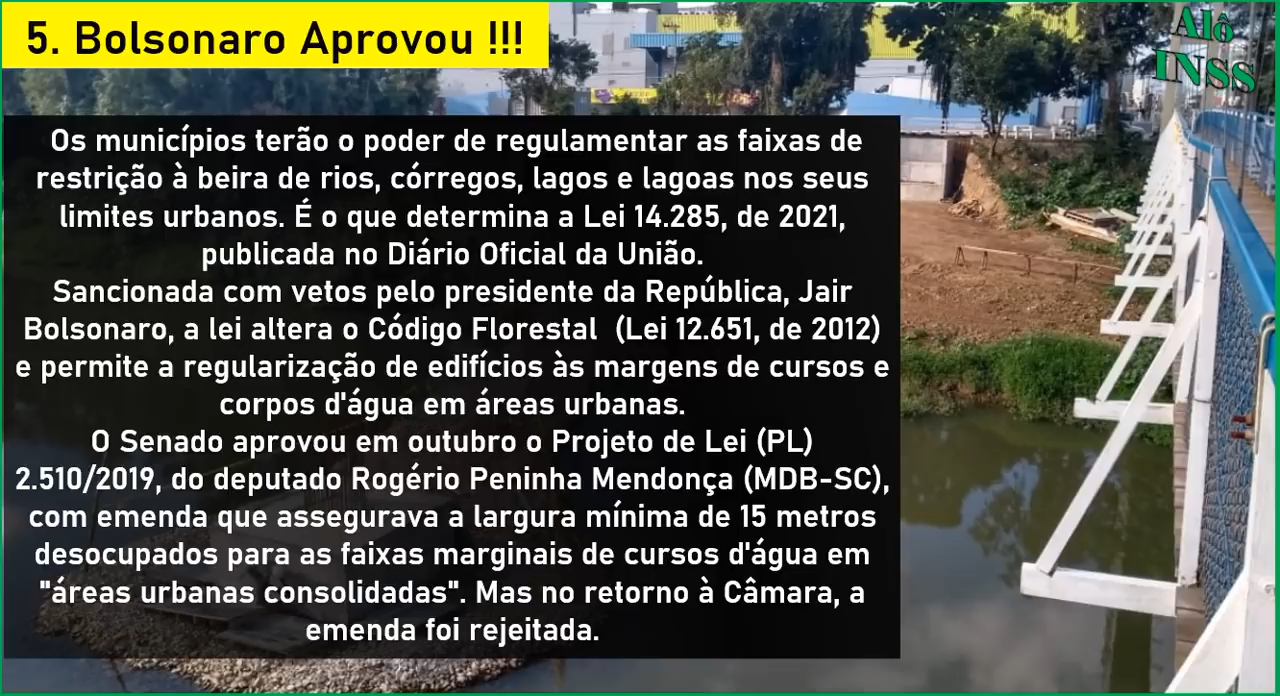 5. Bolsonaro Aprovou !!!
Alô
INSS
Os municípios terão o poder de regulamentar as faixas de
restrição à beira de rios, córregos, lagos e lagoas nos seus
limites urbanos. É o que determina a Lei 14.285, de 2021,
publicada no Diário Oficial da União.
Sancionada com vetos pelo presidente da República, Jair
Bolsonaro, a lei altera o Código Florestal (Lei 12.651, de 2012)
e permite a regularização de edifícios às margens de cursos e
corpos d'água em áreas urbanas.
O Senado aprovou em outubro o Projeto de Lei (PL)
2.510/2019, do deputado Rogério Peninha Mendonça (MDB-SC),
com emenda que assegurava a largura mínima de 15 metros
desocupados para as faixas marginais de cursos d'água em
"áreas urbanas consolidadas". Mas no retorno à Câmara, a
emenda foi rejeitada.